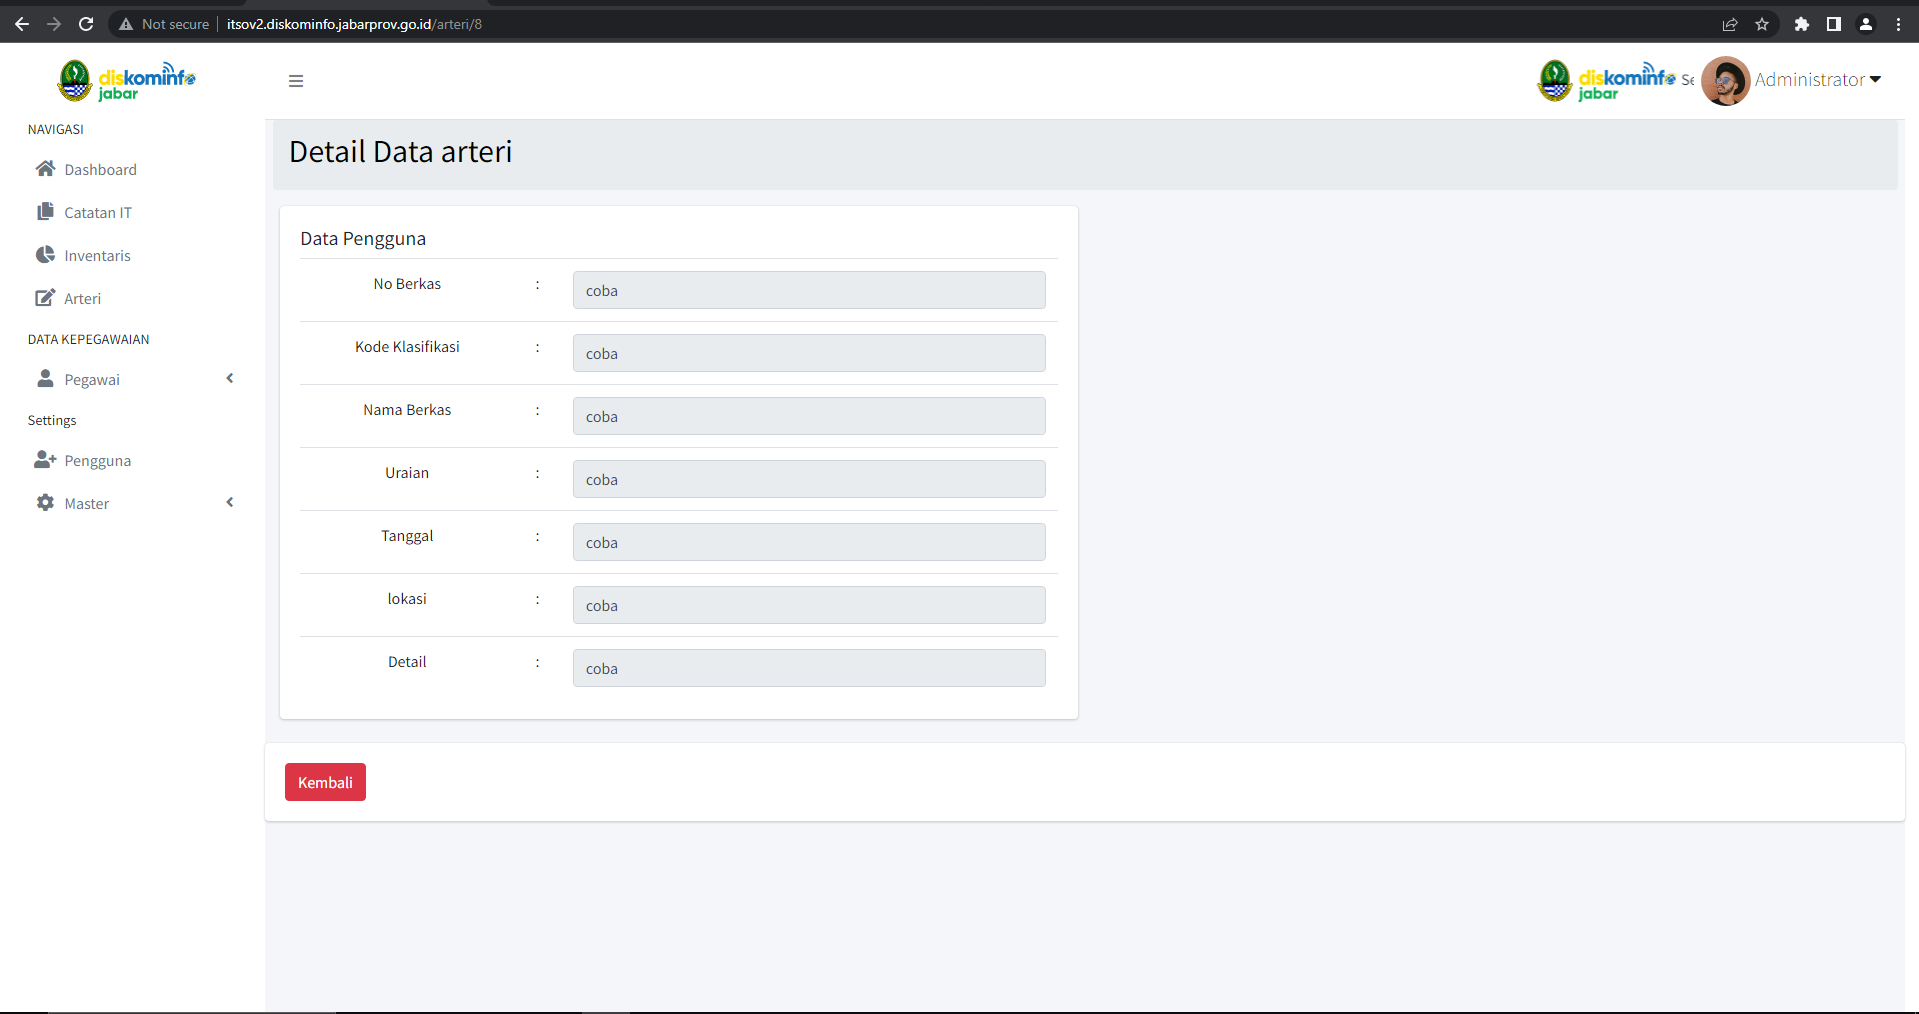 Not secure | itsov2.diskominfo.jabarprov.go.id/arteri/8
diskominfo
jabar
diskominfo
jabar
Se
Administrator
NAVIGASI
Dashboard
Catatan IT
Inventaris
Arteri
DATA KEPEGAWAIAN
Pegawai
Settings
Pengguna
Master
Detail Data arteri
Data Pengguna
No Berkas : coba
Kode Klasifikasi : coba
Nama Berkas : coba
Uraian : coba
Tanggal : coba
lokasi : coba
Detail : coba
Kembali